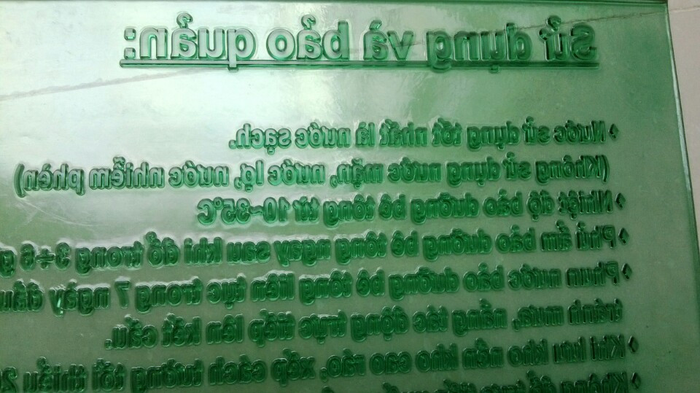 Sử dụng và bảo quản:
♦ Nước sử dụng tốt nhất là nước sạch.
(Không sử dụng nước mặn, nước lợ, nước nhiễm phèn)
♦ Nhiệt độ bảo dưỡng bê tông từ 10~35°C
♦ Phủ ẩm bảo dưỡng bê tông ngay sau khi đổ trong 3÷5 g
♦ Phun nước bảo dưỡng bê tông liên tục trong 7 ngày đầu
tránh mưa, nắng tác động trực tiếp lên kết cấu.
♦ Khi lưu kho nền kho cao ráo, xếp cách tường tối thiểu 20